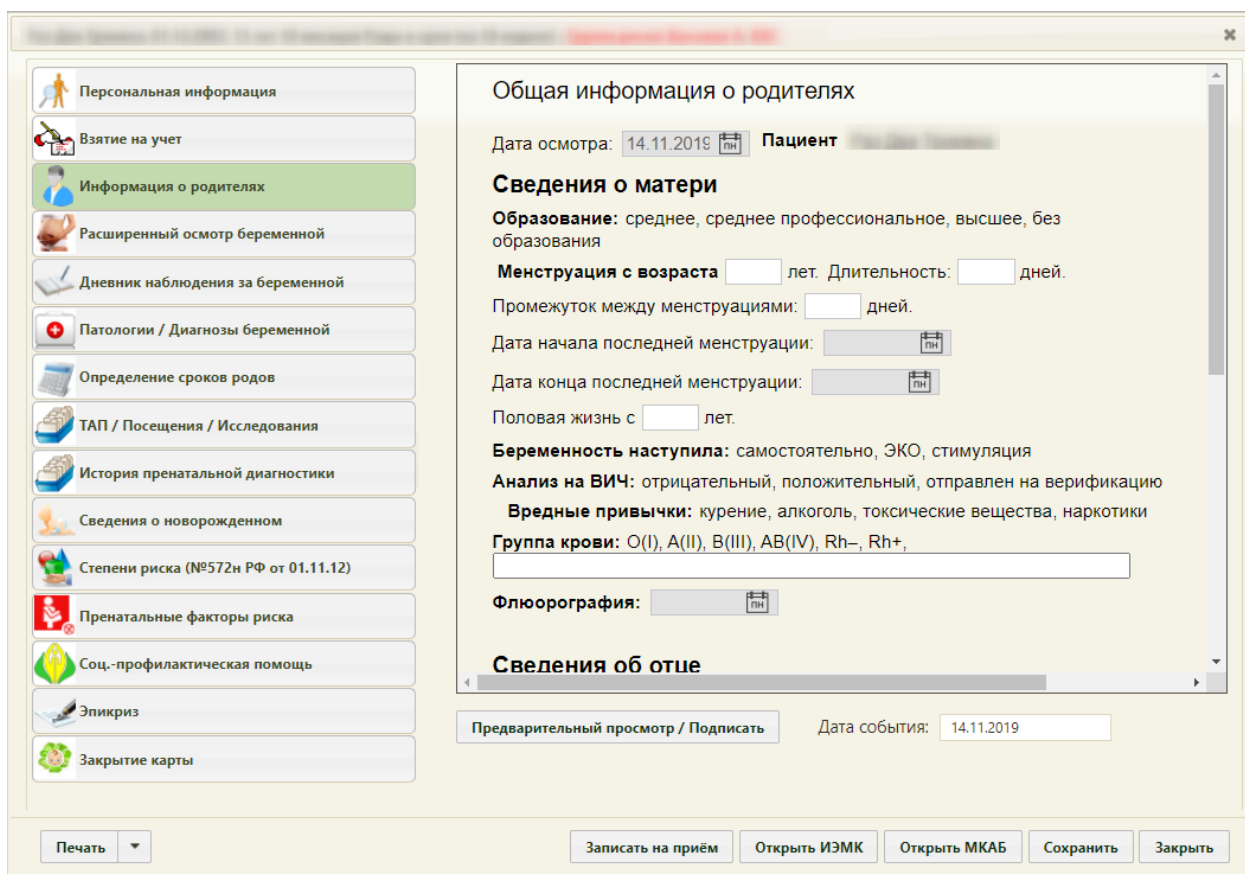 Персональная информация
Взятие на учет
Информация о родителях
Расширенный осмотр беременной
Дневник наблюдения за беременной
Патологии / Диагнозы беременной
Определение сроков родов
ТАП / Посещения / Исследования
История пренатальной диагностики
Сведения о новорожденном
Степени риска (№572н РФ от 01.11.12)
Пренатальные факторы риска
Соц.-профилактическая помощь
Эпикриз
Закрытие карты
Общая информация о родителях
Дата осмотра: 14.11.2019 ПН Пациент
Сведения о матери
Образование: среднее, среднее профессиональное, высшее, без
образования
Менструация с возраста лет. Длительность: дней.
Промежуток между менструациями: дней.
Дата начала последней менструации: ПН
Дата конца последней менструации: ПН
Половая жизнь с лет.
Беременность наступила: самостоятельно, ЭКО, стимуляция
Анализ на ВИЧ: отрицательный, положительный, отправлен на верификацию
Вредные привычки: курение, алкоголь, токсические вещества, наркотики
Группа крови: O(I), A(II), B(III), AB(IV), Rh–, Rh+,
Флюорография: ПН
Сведения об отце
Предварительный просмотр / Подписать Дата события: 14.11.2019
Печать Записать на приём Открыть ИЭМК Открыть МКАБ Сохранить Закрыть